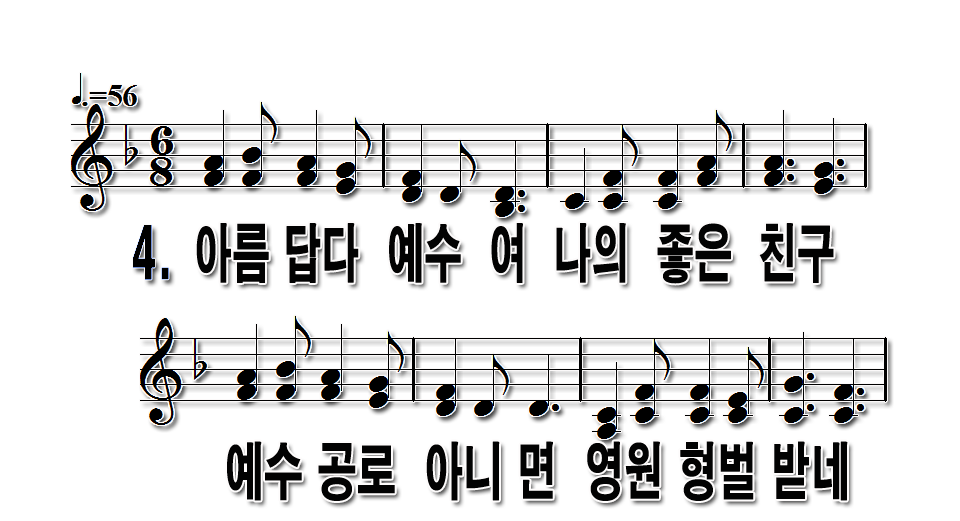 ♩.=56
6
8
4. 아름 답다 예수 여 나의 좋은 친구
예수 공로 아니 면 영원 형벌 받네